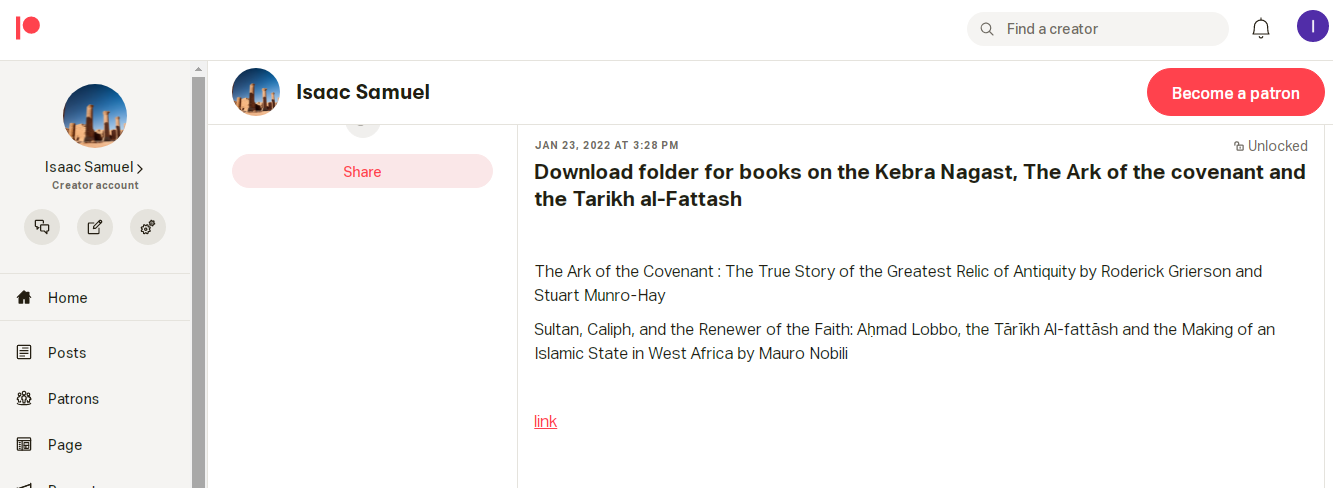 Find a creator
I
Isaac Samuel
Become a patron
Isaac Samuel
Creator account
Home
Posts
Patrons
Page
Share
JAN 23, 2022 AT 3:28 PM
Unlocked
Download folder for books on the Kebra Nagast, The Ark of the covenant and
the Tarikh al-Fattash
The Ark of the Covenant : The True Story of the Greatest Relic of Antiquity by Roderick Grierson and
Stuart Munro-Hay
Sultan, Caliph, and the Renewer of the Faith: Aḥmad Lobbo, the Tārīkh Al-fattāsh and the Making of an
Islamic State in West Africa by Mauro Nobili
link